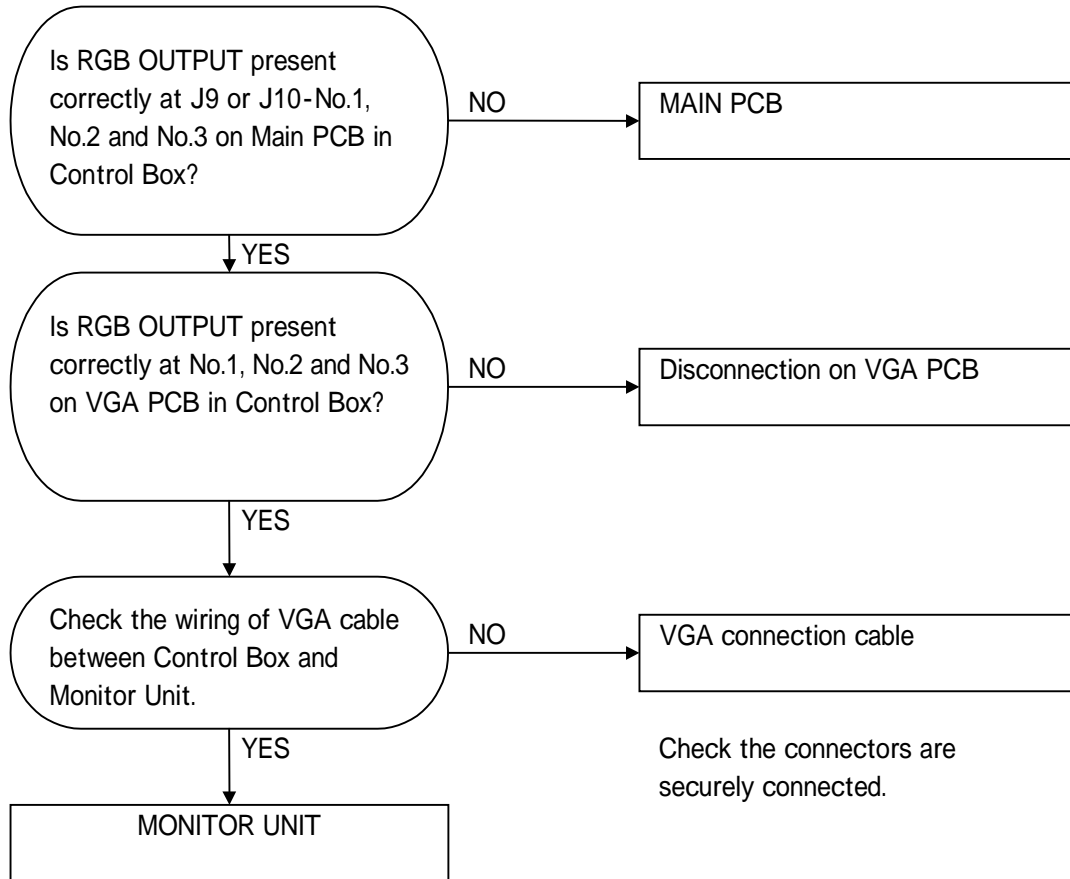 Is RGB OUTPUT present
correctly at J9 or J10-No.1,
No.2 and No.3 on Main PCB in
Control Box?
NO
MAIN PCB
YES
Is RGB OUTPUT present
correctly at No.1, No.2 and No.3
on VGA PCB in Control Box?
NO
Disconnection on VGA PCB
YES
Check the wiring of VGA cable
between Control Box and
Monitor Unit.
NO
VGA connection cable
YES
Check the connectors are
securely connected.
MONITOR UNIT